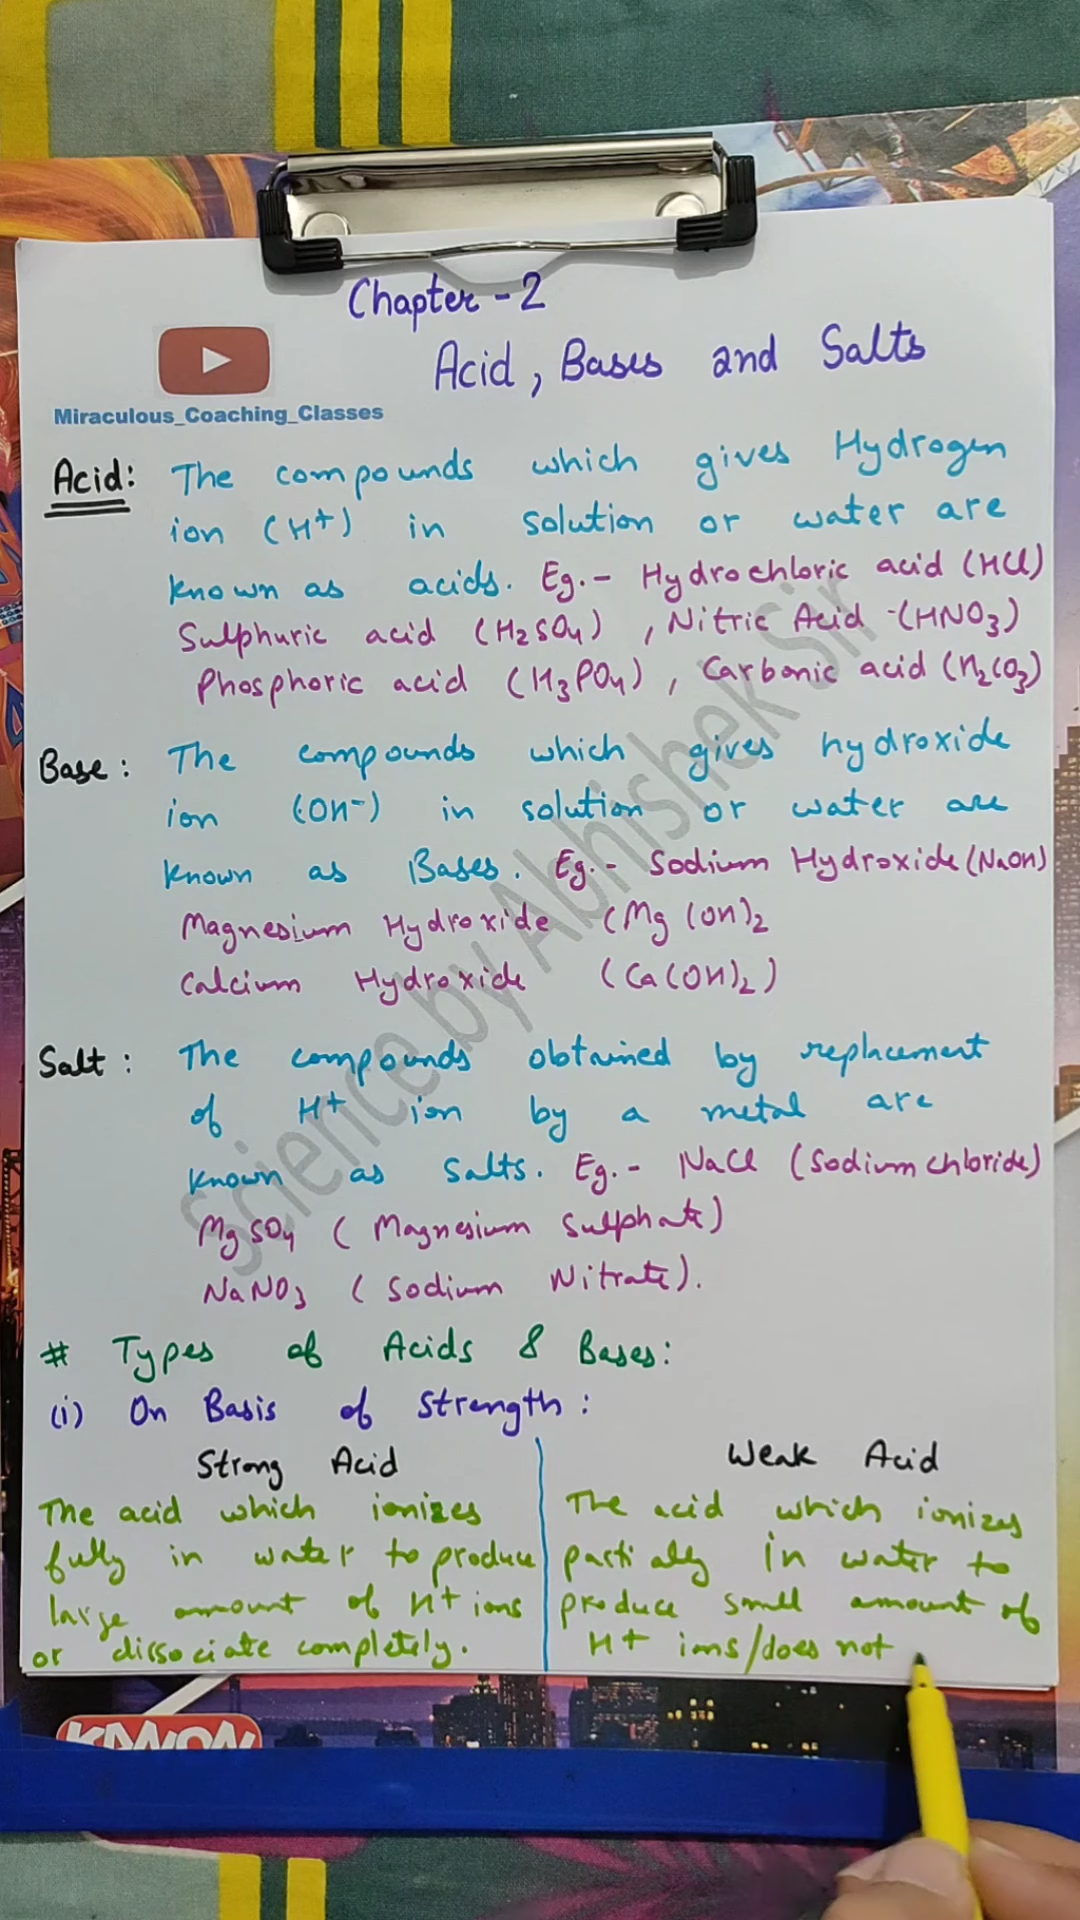 Chapter - 2
Acid, Bases and Salts
Miraculous_Coaching_Classes
Acid: The compounds which gives Hydrogen
ion (H+) in solution or water are
known as acids. Eg.- Hydrochloric acid (HCl)
Sulphuric acid (H2SO4), Nitric Acid -(HNO3)
Phosphoric acid (H3PO4), Carbonic acid (H2CO3)
Base: The compounds which gives hydroxide
ion (OH-) in solution or water are
known as Bases. Eg.- Sodium Hydroxide (NaOH)
Magnesium Hydroxide (Mg(OH)2
Calcium Hydroxide (Ca(OH)2)
Salt: The compounds obtained by replacement
of H+ ion by a metal are
known as salts. Eg.- NaCl (Sodium chloride)
MgSO4 (Magnesium Sulphate)
NaNO3 (Sodium Nitrate).
Science by Abhishek Sir
# Types of Acids & Bases:
(i) On Basis of Strength:
Strong Acid
The acid which ionizes
fully in water to produce
large amount of H+ ions
or dissociate completely.
Weak Acid
The acid which ionizes
partially in water to
produce small amount of
H+ ions/does not